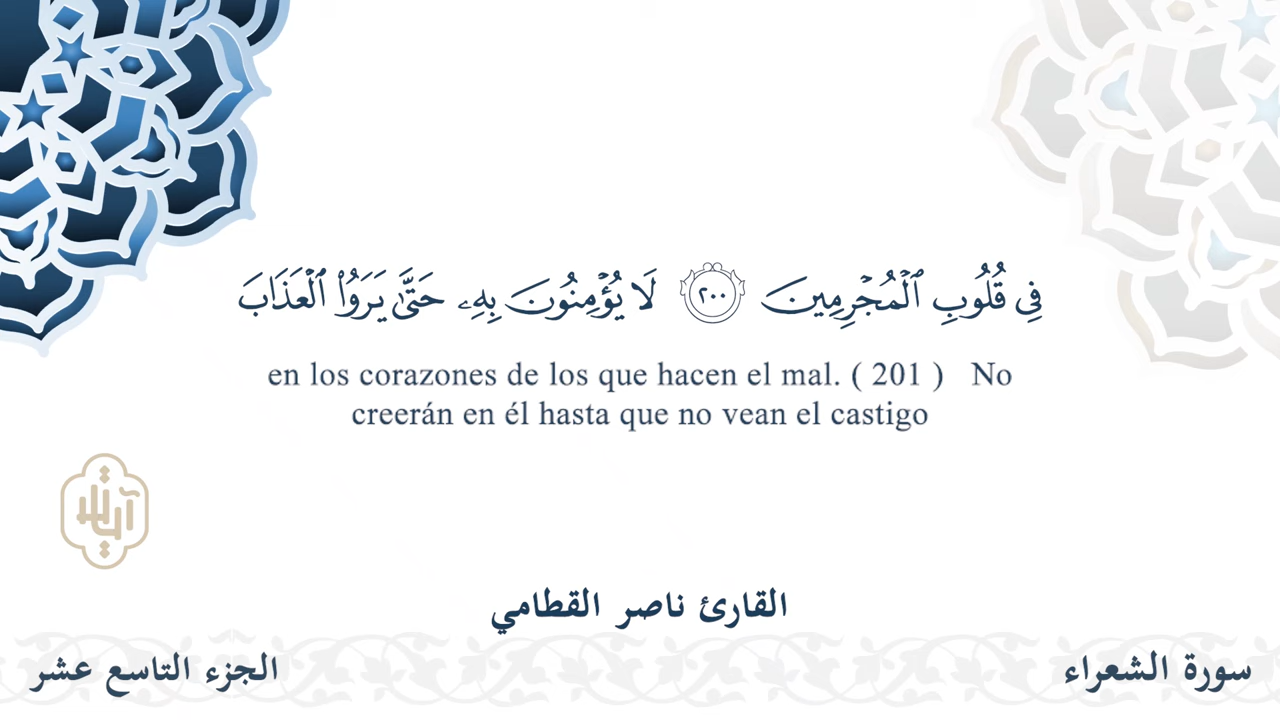 فِي قُلُوبِ ٱلْمُجْرِمِينَ ٢٠٠ لَا يُؤْمِنُونَ بِهِۦ حَتَّىٰ يَرَوُا۟ ٱلْعَذَابَ
en los corazones de los que hacen el mal. ( 201 ) No
creerán en él hasta que no vean el castigo
آيات
القارئ ناصر القطامي
سورة الشعراء
الجزء التاسع عشر